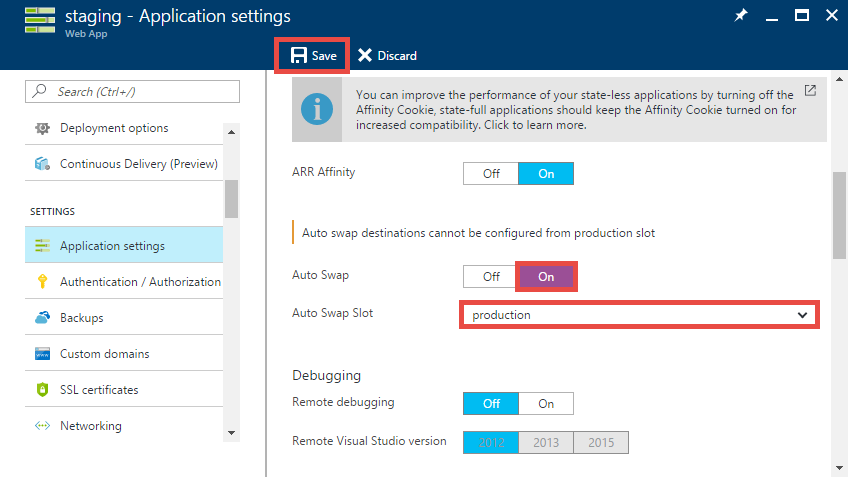 staging - Application settings
Web App
Save
Discard
Search (Ctrl+/)
Deployment options
Continuous Delivery (Preview)
SETTINGS
Application settings
Authentication / Authorization
Backups
Custom domains
SSL certificates
Networking
You can improve the performance of your state-less applications by turning off the
Affinity Cookie, state-full applications should keep the Affinity Cookie turned on for
increased compatibility. Click to learn more.
ARR Affinity Off On
Auto swap destinations cannot be configured from production slot
Auto Swap Off On
Auto Swap Slot production
Debugging
Remote debugging Off On
Remote Visual Studio version 2012 2013 2015